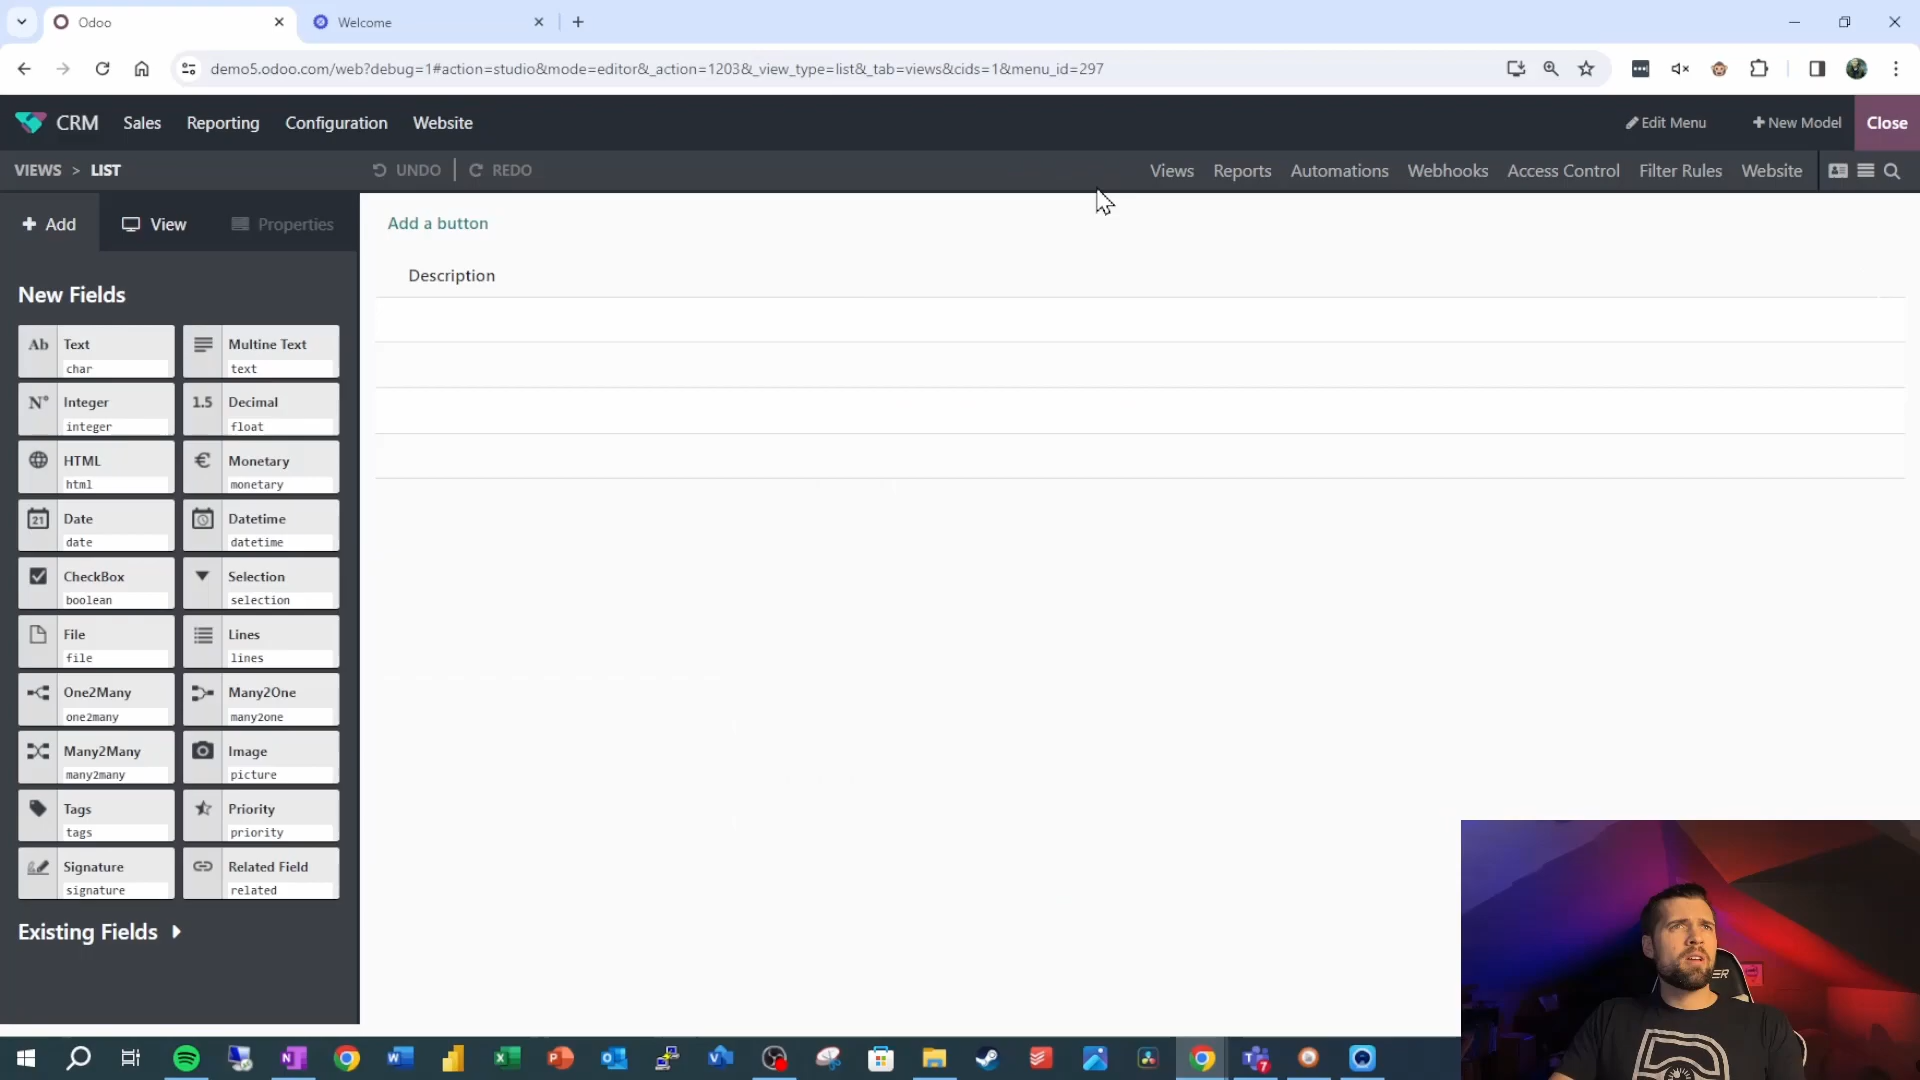 Odoo
Welcome
demo5.odoo.com/web?debug=1#action=studio&mode=editor&_action=1203&_view_type=list&_tab=views&cids=1&menu_id=297
CRM
Sales
Reporting
Configuration
Website
Edit Menu
New Model
Close
VIEWS > LIST
UNDO
REDO
Views
Reports
Automations
Webhooks
Access Control
Filter Rules
Website
Add
View
Properties
Add a button
Description
New Fields
Ab
Text
char
Multine Text
text
N°
Integer
integer
1.5
Decimal
float
HTML
html
€
Monetary
monetary
21
Date
date
Datetime
datetime
CheckBox
boolean
Selection
selection
File
file
Lines
lines
One2Many
one2many
Many2One
many2one
Many2Many
many2many
Image
picture
Tags
tags
Priority
priority
Signature
signature
Related Field
related
Existing Fields
7